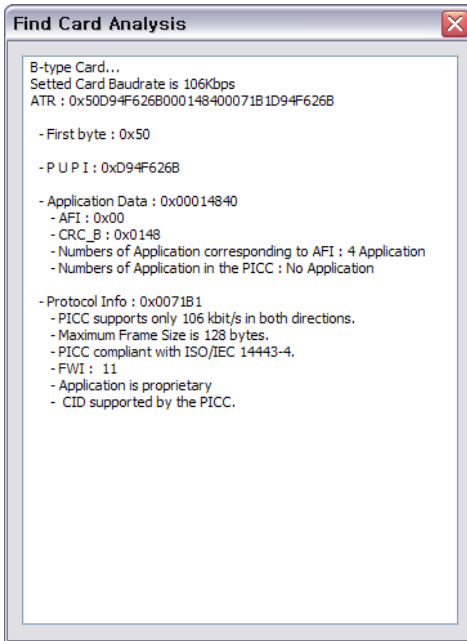 Find Card Analysis
B-type Card...
Setted Card Baudrate is 106Kbps
ATR : 0x50D94F626B000148400071B1D94F626B
- First byte : 0x50
- P U P I : 0xD94F626B
- Application Data : 0x00014840
- AFI : 0x00
- CRC_B : 0x0148
- Numbers of Application corresponding to AFI : 4 Application
- Numbers of Application in the PICC : No Application
- Protocol Info : 0x0071B1
- PICC supports only 106 kbit/s in both directions.
- Maximum Frame Size is 128 bytes.
- PICC compliant with ISO/IEC 14443-4.
- FWI :  11
- Application is proprietary
-  CID supported by the PICC.